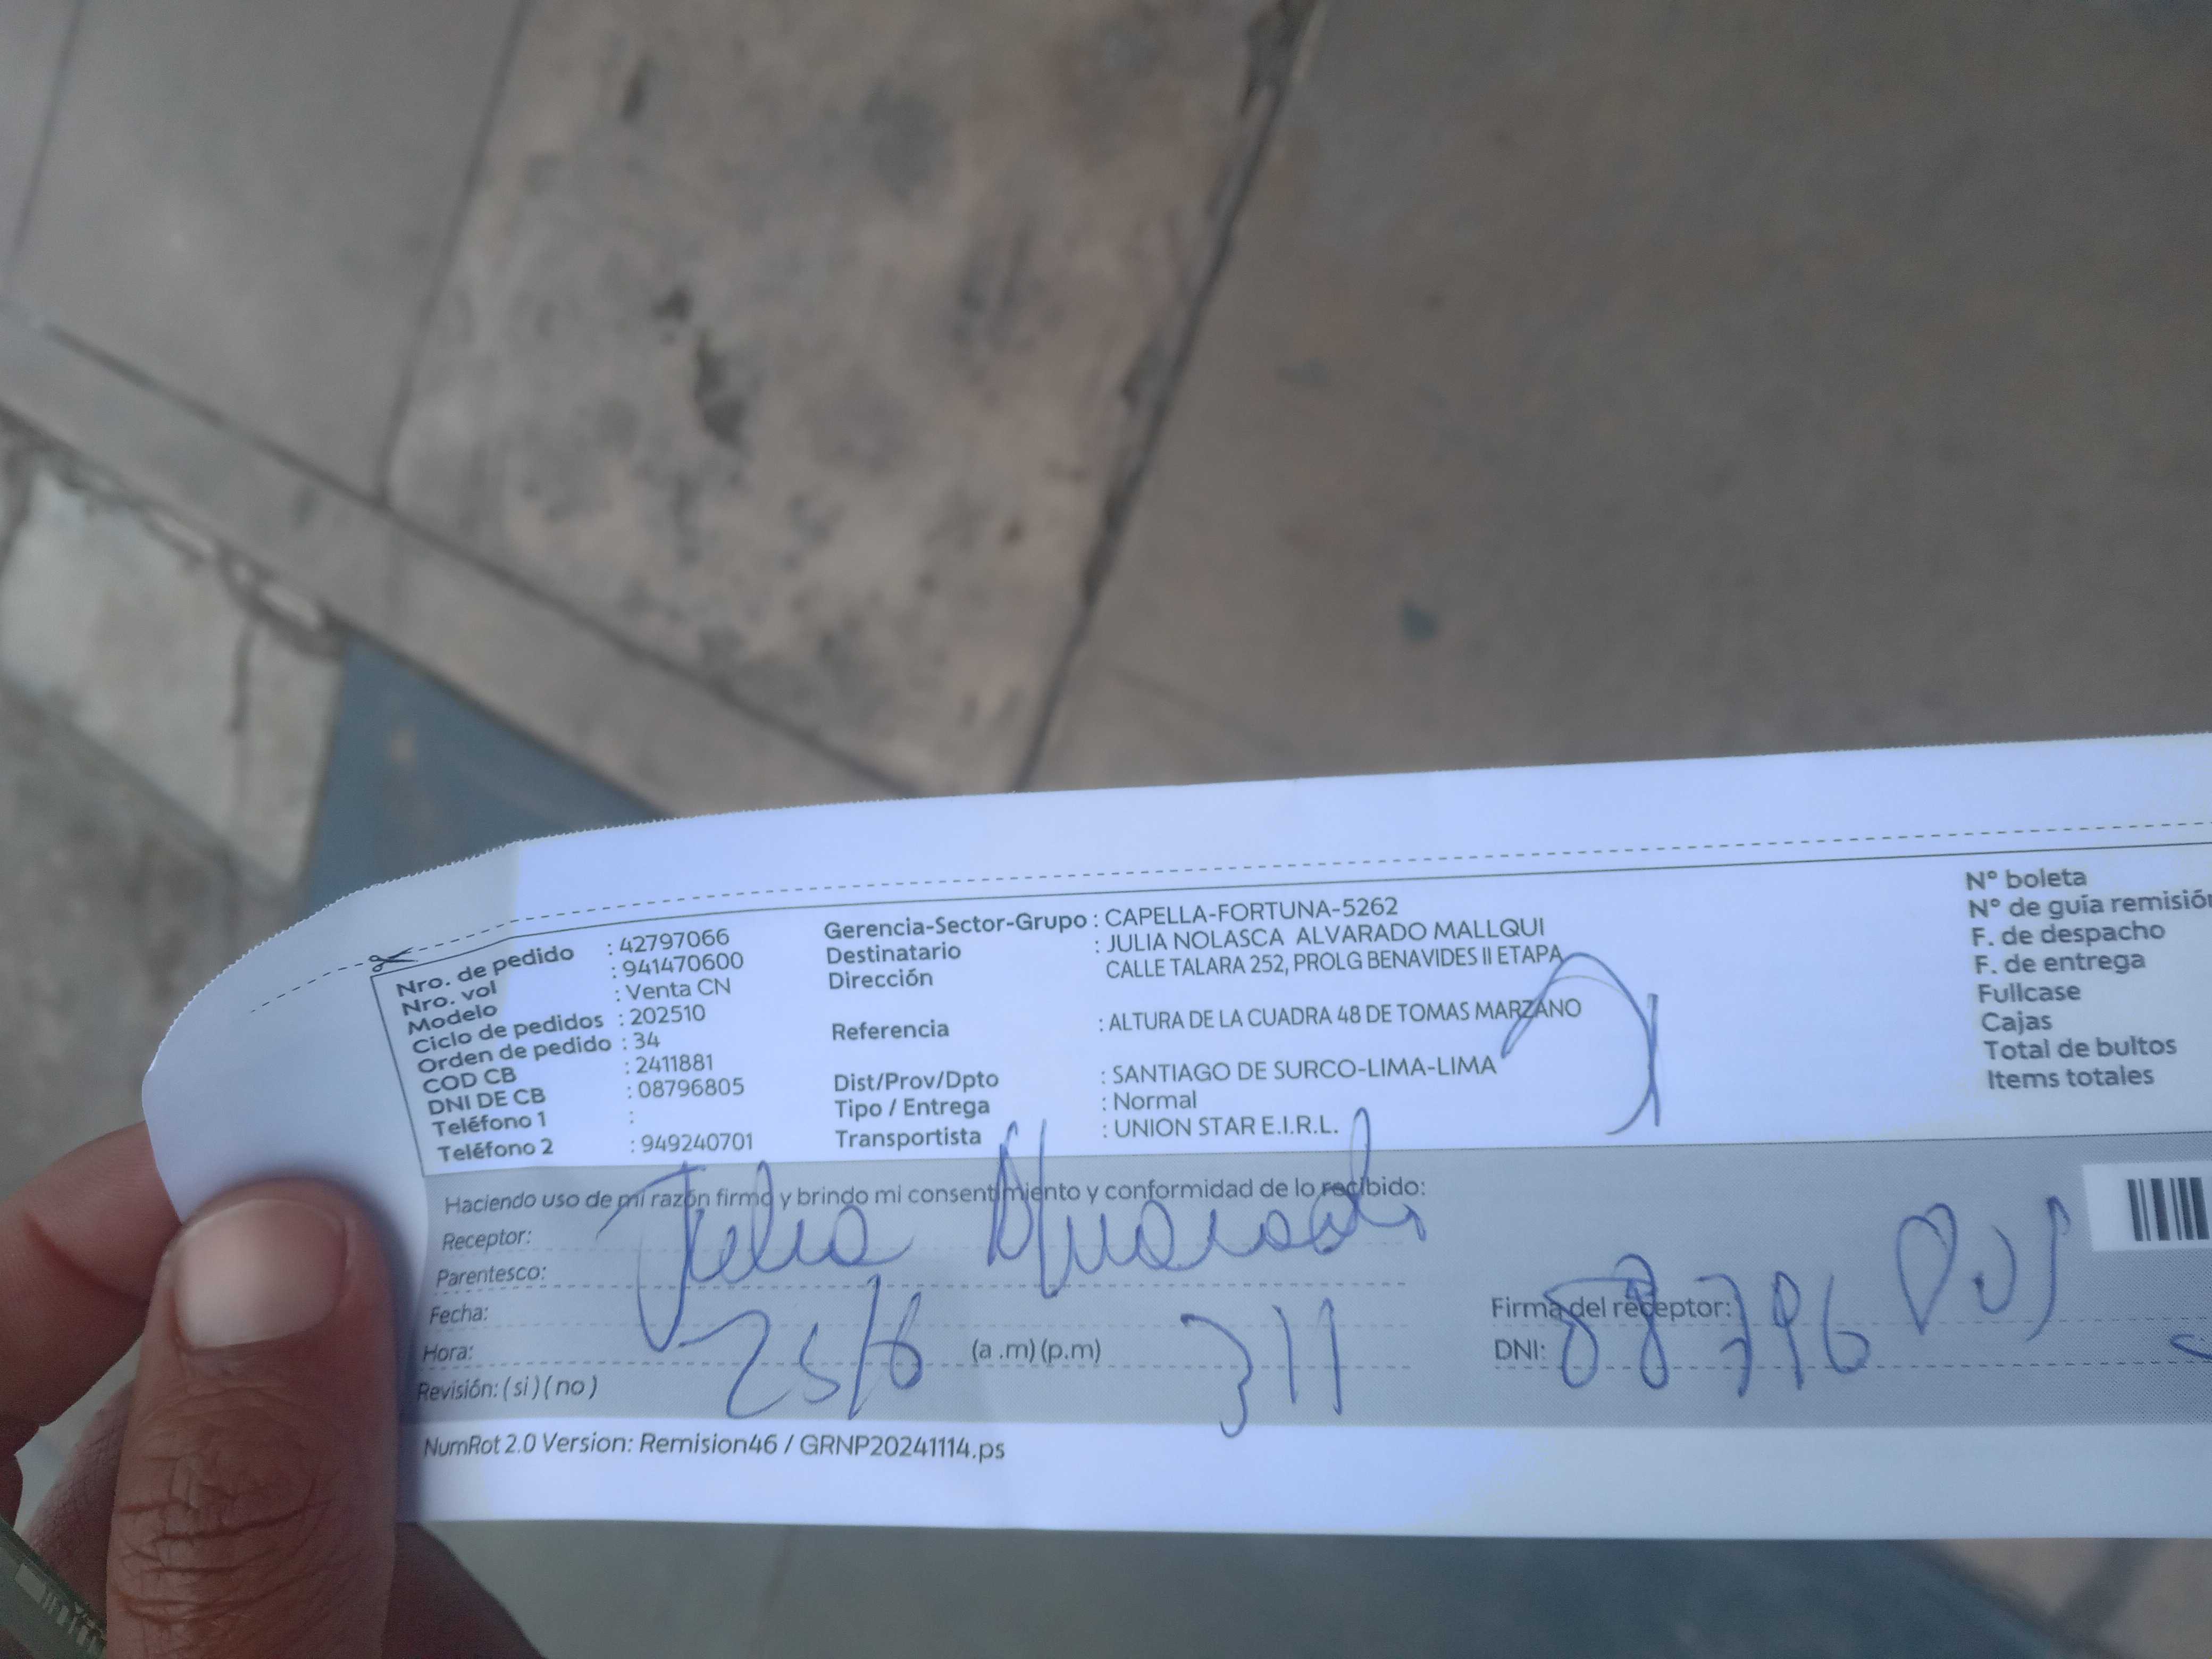 Nro. de pedido : 42797066
Nro. vol : 941470600
Modelo : Venta CN
Ciclo de pedidos : 202510
Orden de pedido : 34
COD CB : 2411881
DNI DE CB : 08796805
Teléfono 1 :
Teléfono 2 : 949240701
Gerencia-Sector-Grupo : CAPELLA-FORTUNA-5262
Destinatario : JULIA NOLASCA ALVARADO MALLQUI
Dirección CALLE TALARA 252, PROLG BENAVIDES II ETAPA
Referencia : ALTURA DE LA CUADRA 48 DE TOMAS MARZANO
Dist/Prov/Dpto : SANTIAGO DE SURCO-LIMA-LIMA
Tipo / Entrega : Normal
Transportista : UNION STAR E.I.R.L.
N° boleta
N° de guía remisión
F. de despacho
F. de entrega
Fullcase
Cajas
Total de bultos
Items totales
Haciendo uso de mi razón firmo y brindo mi consentimiento y conformidad de lo recibido:
Receptor: Julia Alvarado
Parentesco:
Fecha: 25/6
Hora: (a .m) (p.m) 311
Revisión: ( si ) ( no )
Firma del receptor:
DNI: 08796805
NumRot 2.0 Version: Remision46 / GRNP20241114.ps